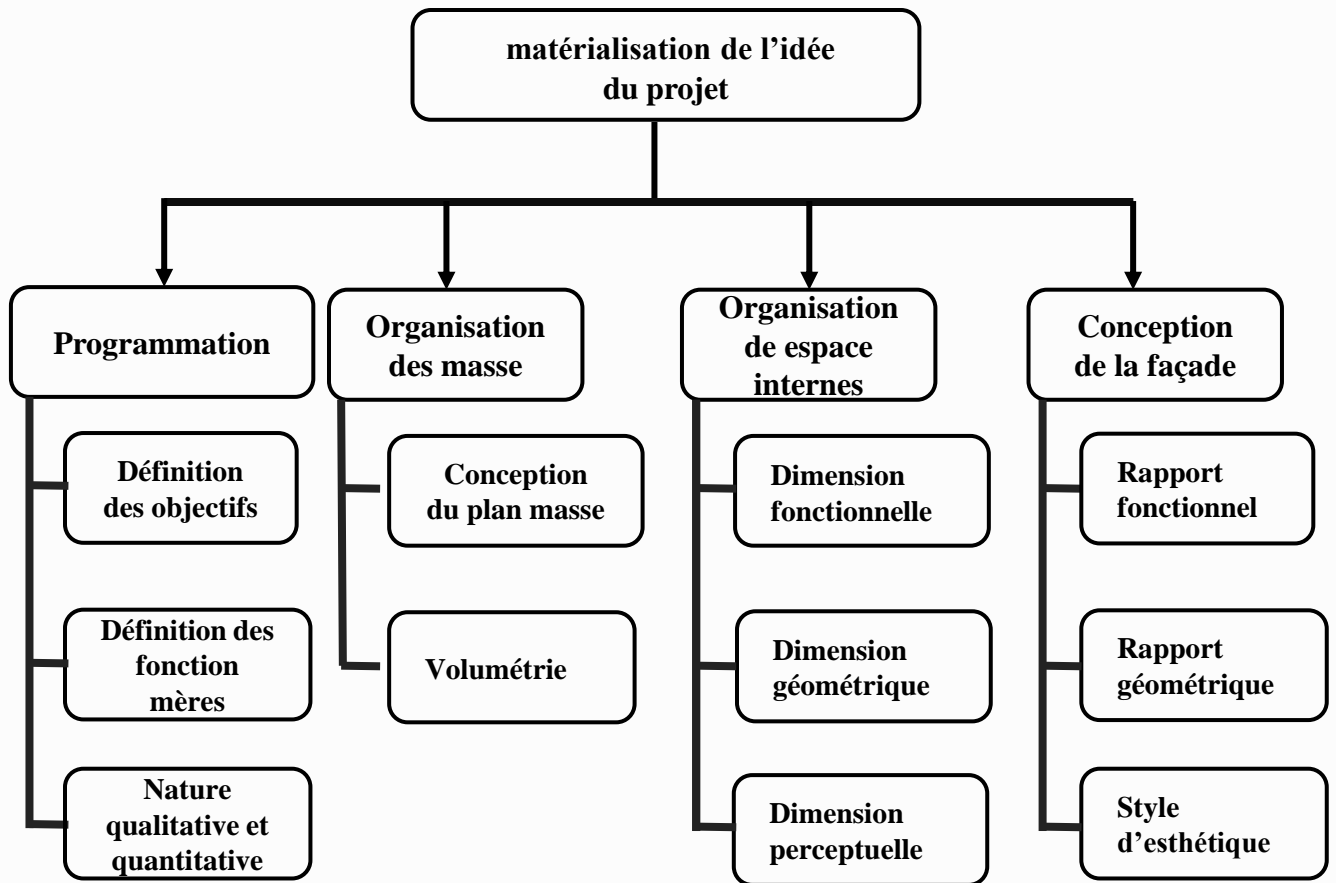 matérialisation de l’idée
du projet
Programmation
Organisation
des masse
Organisation
de espace
internes
Conception
de la façade
Définition
des objectifs
Conception
du plan masse
Dimension
fonctionnelle
Rapport
fonctionnel
Définition des
fonction
mères
Volumétrie
Dimension
géométrique
Rapport
géométrique
Nature
qualitative et
quantitative
Dimension
perceptuelle
Style
d’esthétique